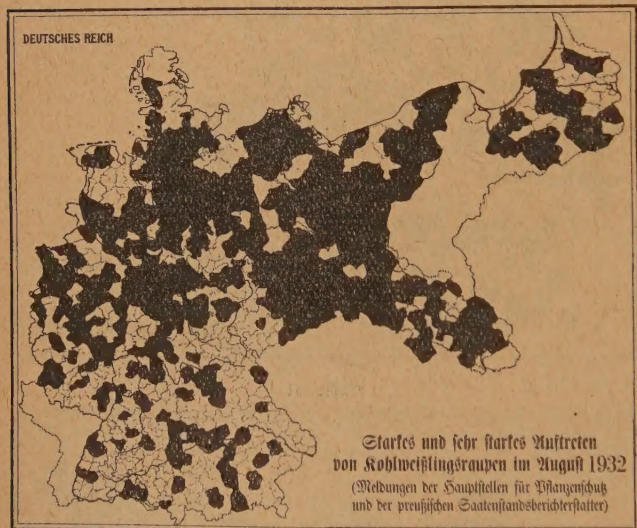 DEUTSCHES REICH
Starkes und sehr starkes Auftreten
von Kohlweißlingsraupen im August 1932
(Meldungen der Hauptstellen für Pflanzenschutz
und der preußischen Saatenstandsberichterstatter)